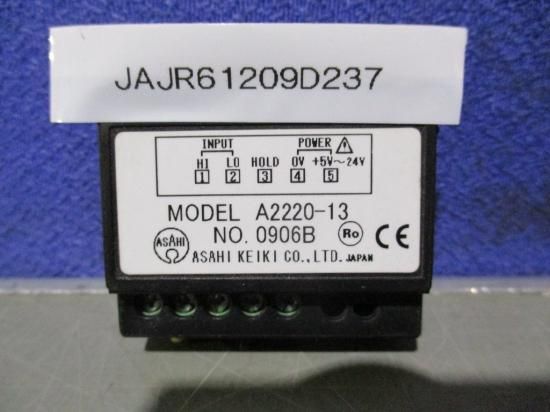 JAJR61209D237
INPUT POWER
HI LO HOLD 0V +5V~24V
1 2 3 4 5
MODEL A2220-13
ASAHI NO. 0906B Ro CE
ASAHI KEIKI CO., LTD. JAPAN